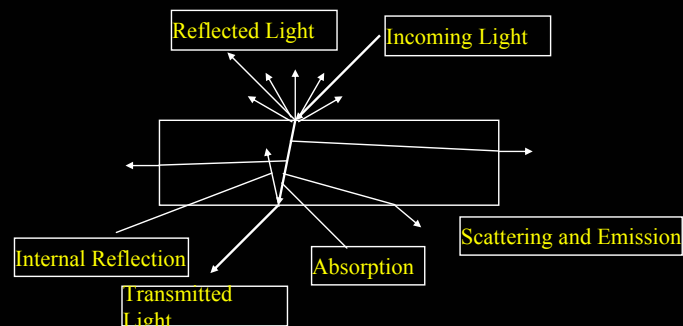 Reflected Light
Incoming Light
Scattering and Emission
Internal Reflection
Absorption
Transmitted
Light